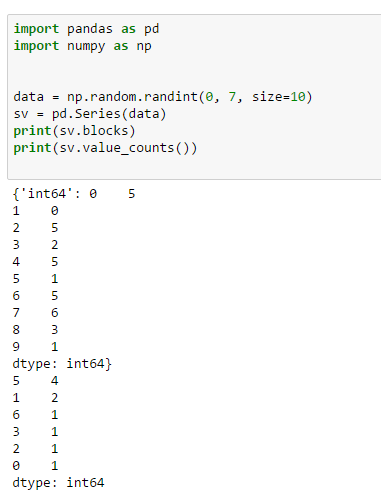 import pandas as pd
import numpy as np
data = np.random.randint(0, 7, size=10)
sv = pd.Series(data)
print(sv.blocks)
print(sv.value_counts())
{'int64': 0    5
1    0
2    5
3    2
4    5
5    1
6    5
7    6
8    3
9    1
dtype: int64}
5    4
1    2
6    1
3    1
2    1
0    1
dtype: int64